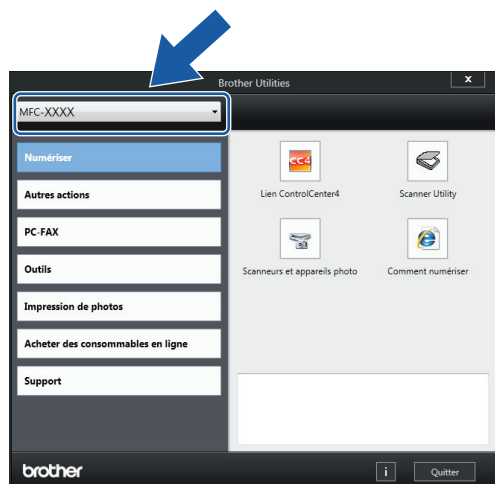 Brother Utilities
x
MFC-XXXX
Numériser
Autres actions
PC-FAX
Outils
Impression de photos
Acheter des consommables en ligne
Support
CC4
Lien ControlCenter4
Scanner Utility
Scanneurs et appareils photo
Comment numériser
brother
i
Quitter